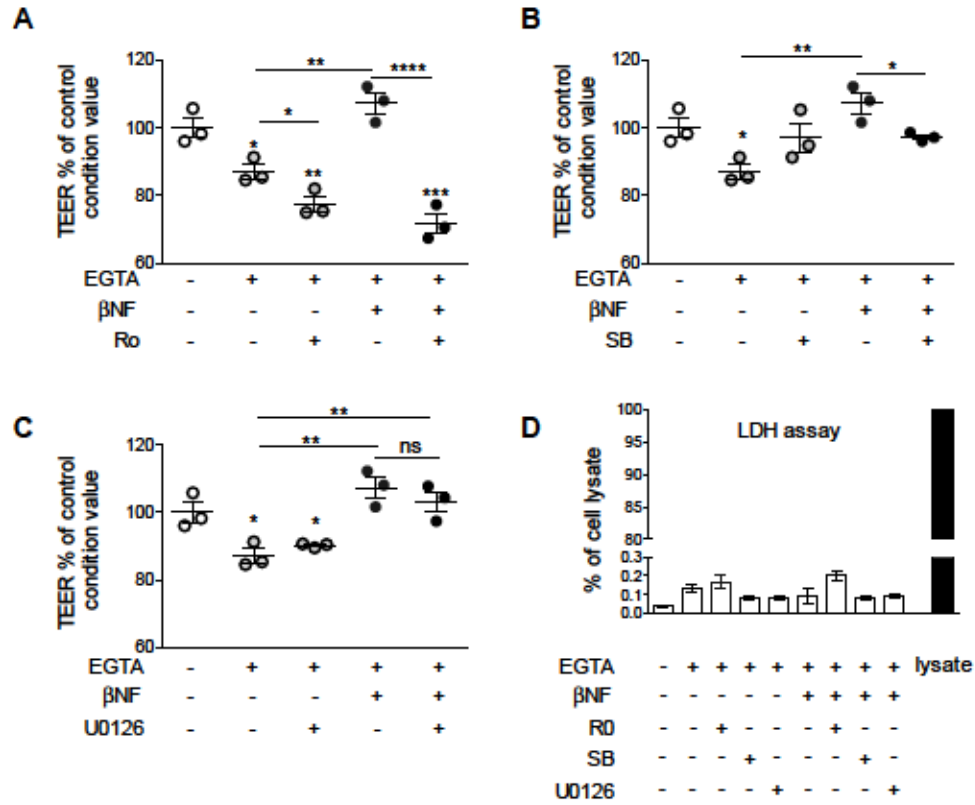 A
TEER % of control
condition value
120
100
80
60
** ****
*
* ** ***
EGTA - + + + +
βNF - - - + +
Ro - - + - +
B
TEER % of control
condition value
120
100
80
60
** *
*
EGTA - + + + +
βNF - - - + +
SB - - + - +
C
TEER % of control
condition value
120
100
80
60
**
** ns
* *
EGTA - + + + +
βNF - - - + +
U0126 - - + - +
D
LDH assay
% of cell lysate
100
95
90
85
80
0.3
0.2
0.1
0.0
EGTA - + + + + + + + + lysate
βNF - - - - - + + + +
R0 - - + - - - + - -
SB - - - + - - - + -
U0126 - - - - + - - - +